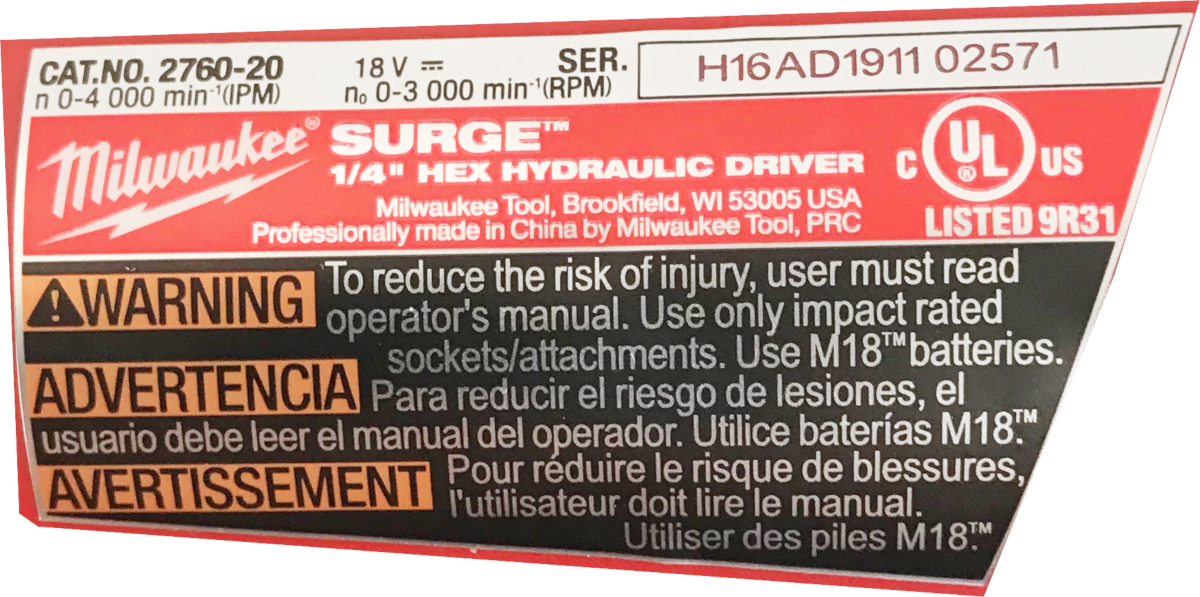 CAT.NO. 2760-20 18 V ⎓ SER. H16AD1911 02571
n 0-4 000 min⁻¹(IPM) n₀ 0-3 000 min⁻¹(RPM)
Milwaukee® SURGE™
1/4" HEX HYDRAULIC DRIVER
C UL® US
Milwaukee Tool, Brookfield, WI 53005 USA
Professionally made in China by Milwaukee Tool, PRC
LISTED 9R31
⚠WARNING To reduce the risk of injury, user must read
operator's manual. Use only impact rated
sockets/attachments. Use M18™ batteries.
ADVERTENCIA Para reducir el riesgo de lesiones, el
usuario debe leer el manual del operador. Utilice baterías M18.™
AVERTISSEMENT Pour réduire le risque de blessures,
l'utilisateur doit lire le manual.
Utiliser des piles M18.™